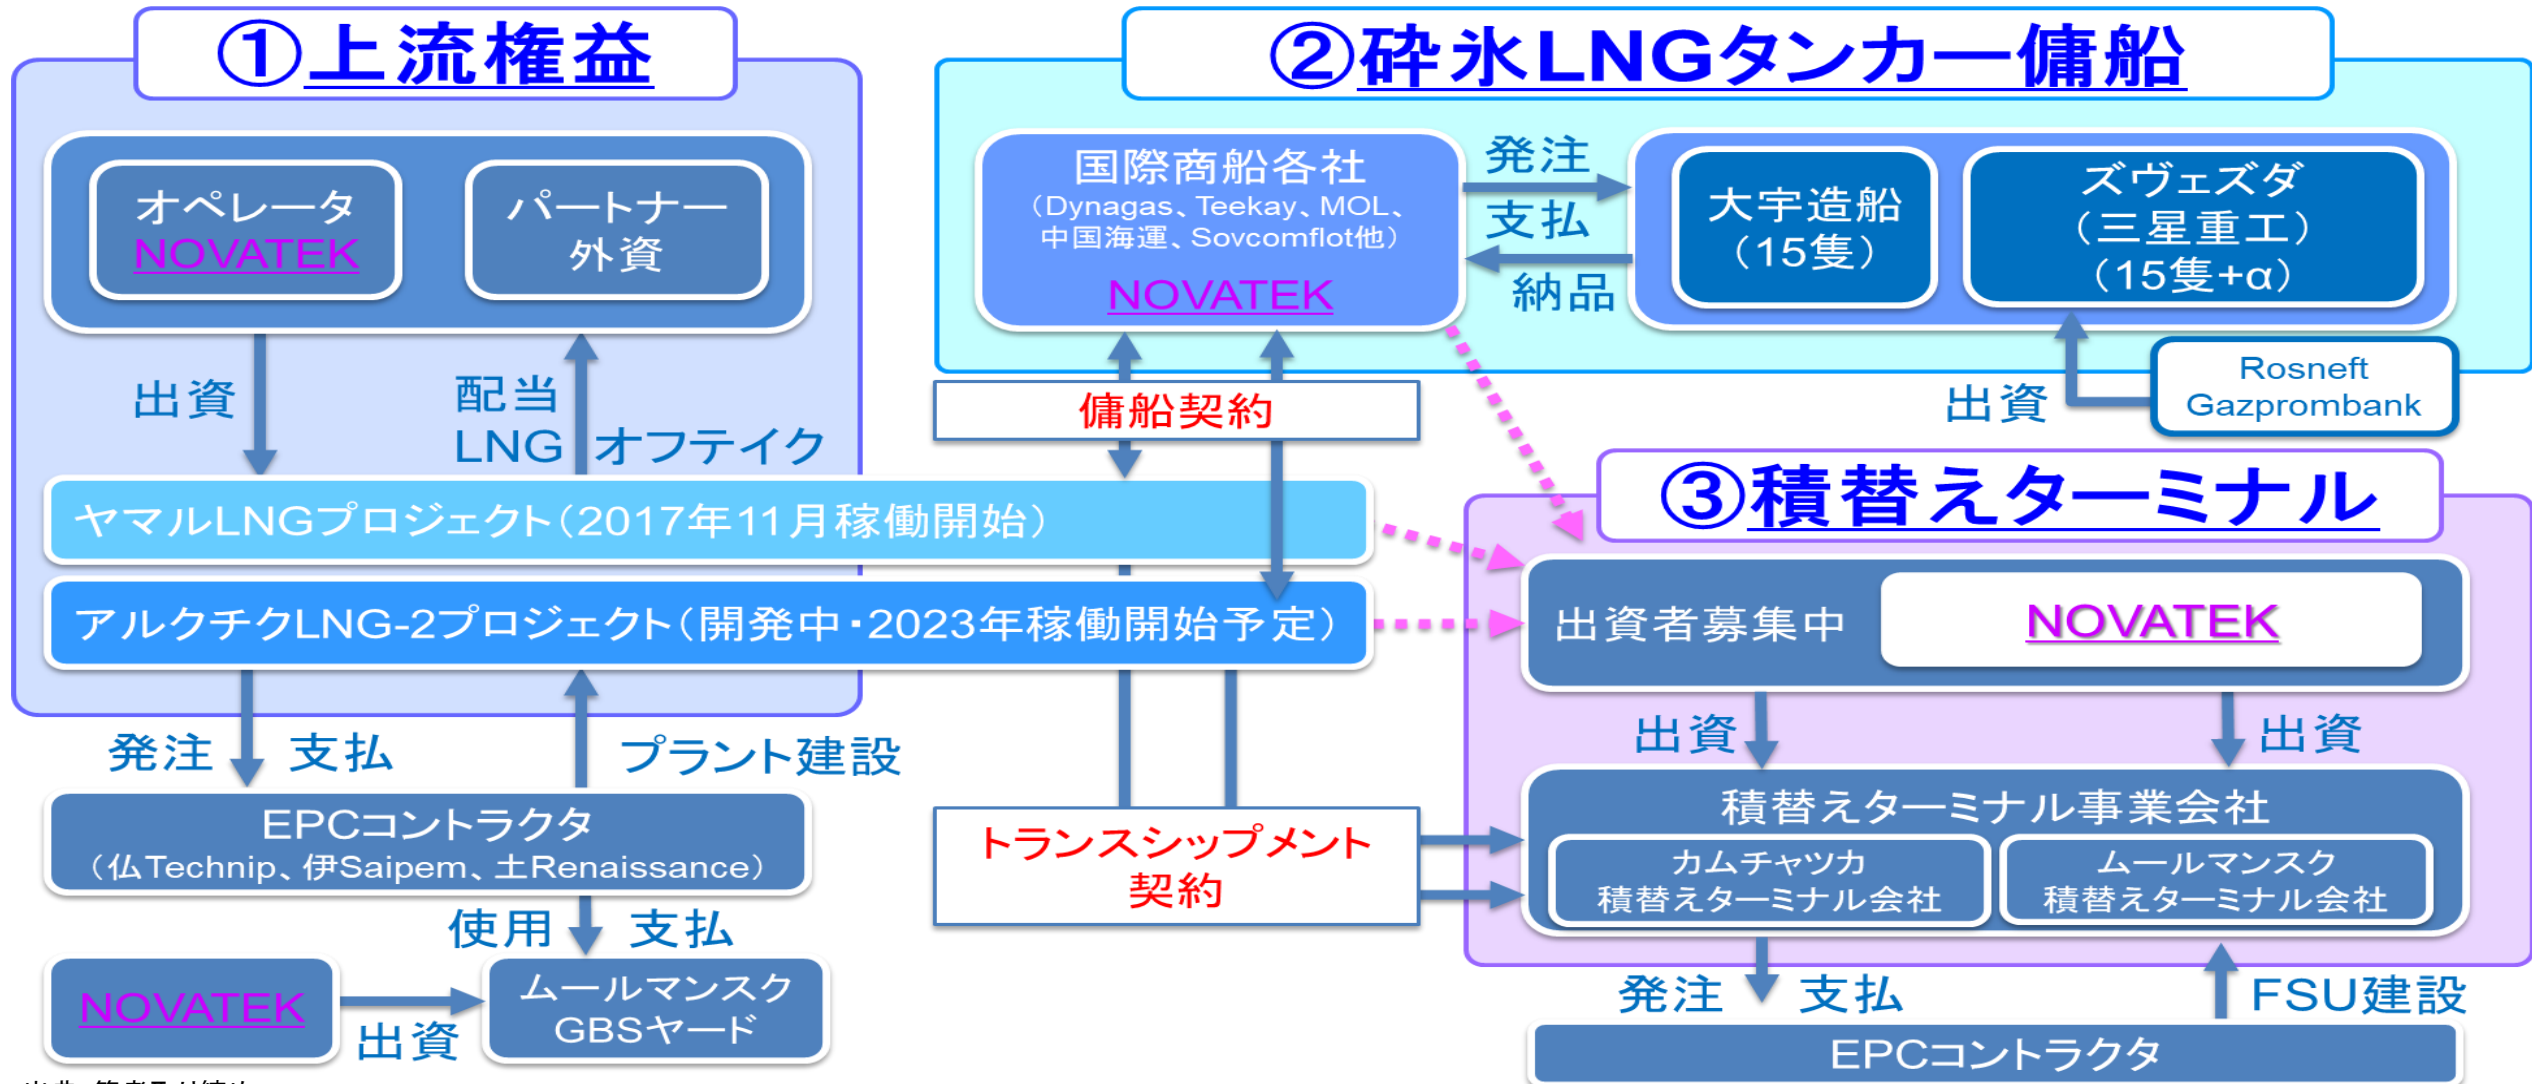 ①上流権益
オペレータ
NOVATEK
パートナー
外資
出資
配当
LNG オフテイク
ヤマルLNGプロジェクト（2017年11月稼働開始）
アルクチクLNG-2プロジェクト（開発中・2023年稼働開始予定）
発注 支払
プラント建設
EPCコントラクタ
（仏Technip、伊Saipem、土Renaissance）
使用 支払
NOVATEK
出資
ムールマンスク
GBSヤード
②砕氷LNGタンカー傭船
国際商船各社
（Dynagas、Teekay、MOL、
中国海運、Sovcomflot他）
NOVATEK
発注
支払
納品
大宇造船
（15隻）
ズヴェズダ
（三星重工）
（15隻+α）
出資
Rosneft
Gazprombank
傭船契約
トランスシップメント
契約
③積替えターミナル
出資者募集中
NOVATEK
出資
出資
積替えターミナル事業会社
カムチャツカ
積替えターミナル会社
ムールマンスク
積替えターミナル会社
発注 支払
FSU建設
EPCコントラクタ